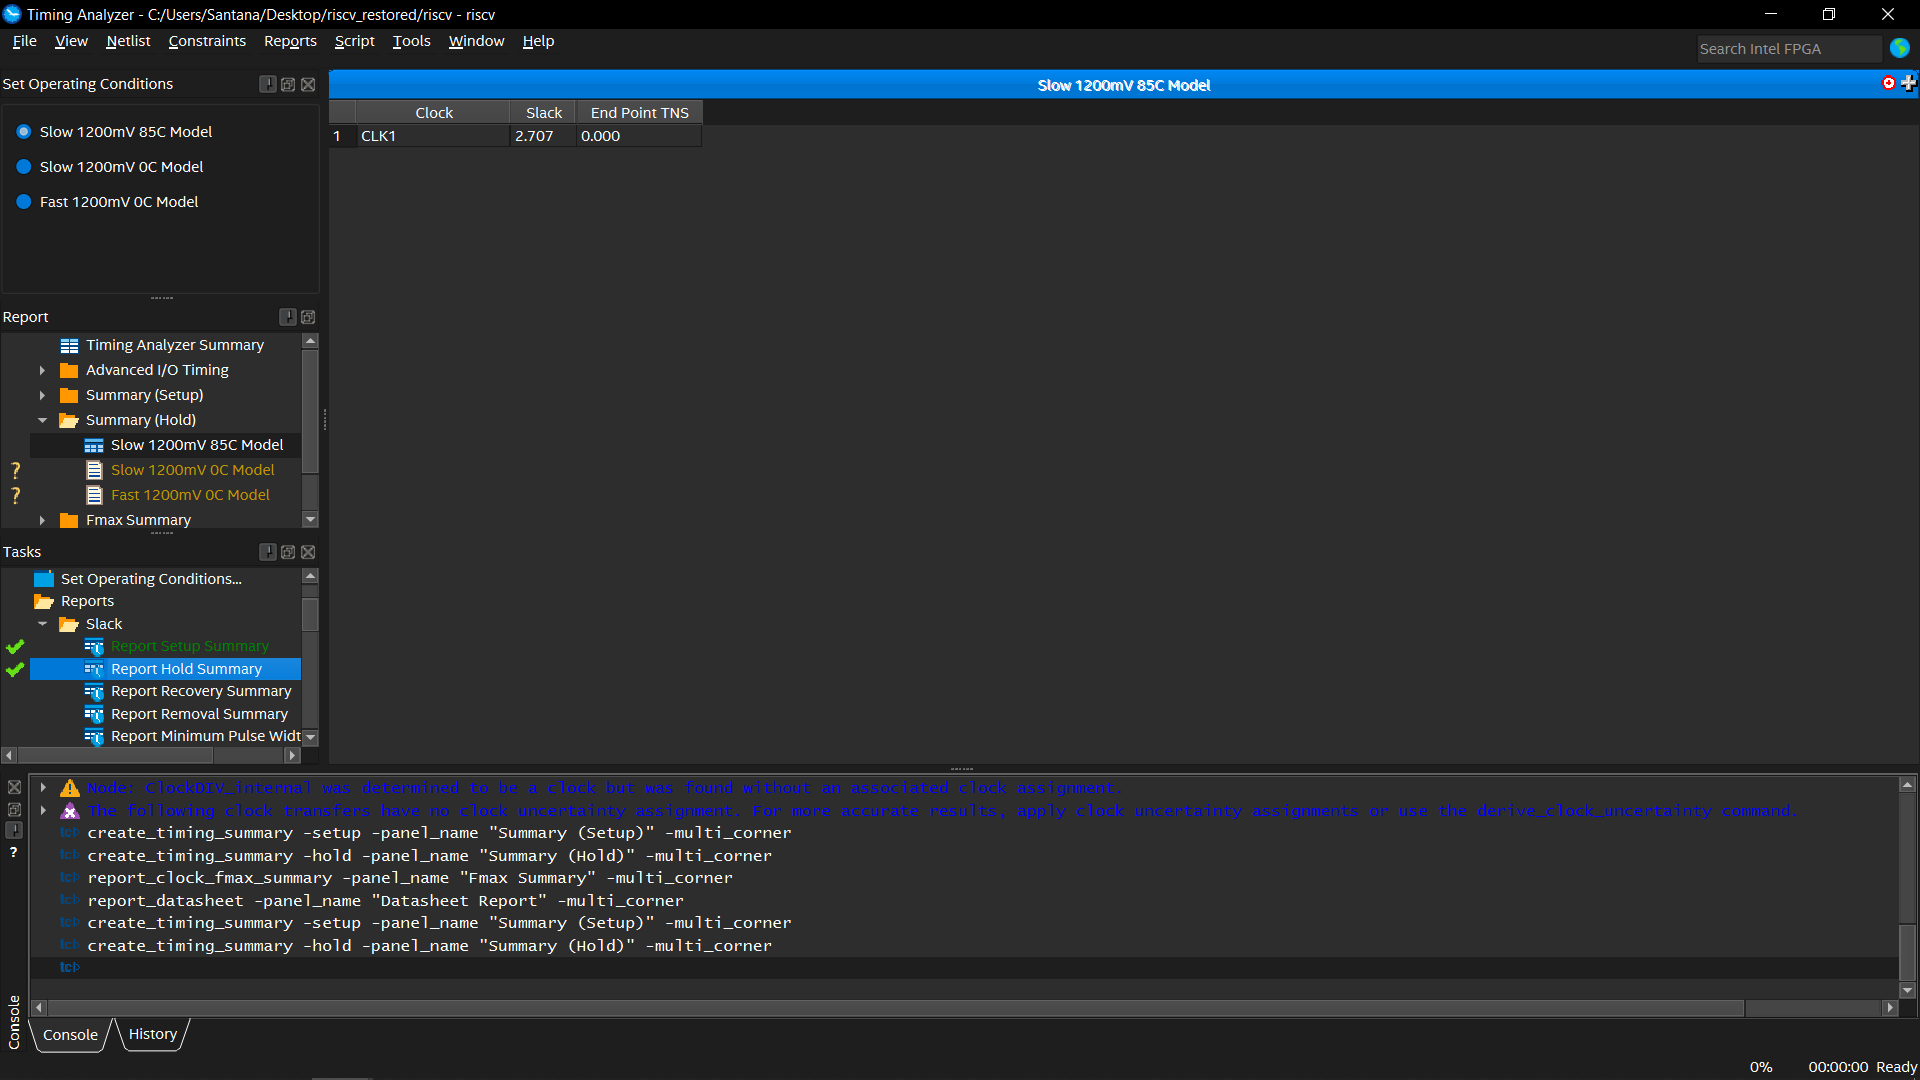 Timing Analyzer - C:/Users/Santana/Desktop/riscv_restored/riscv - riscv
File View Netlist Constraints Reports Script Tools Window Help
Search Intel FPGA
Set Operating Conditions
Slow 1200mV 85C Model
Slow 1200mV 0C Model
Fast 1200mV 0C Model
Report
Timing Analyzer Summary
Advanced I/O Timing
Summary (Setup)
Summary (Hold)
Slow 1200mV 85C Model
Slow 1200mV 0C Model
Fast 1200mV 0C Model
Fmax Summary
Tasks
Set Operating Conditions...
Reports
Slack
Report Setup Summary
Report Hold Summary
Report Recovery Summary
Report Removal Summary
Report Minimum Pulse Widt
Slow 1200mV 85C Model
Clock Slack End Point TNS
1 CLK1 2.707 0.000
Node: ClockDIV_internal was determined to be a clock but was found without an associated clock assignment.
The following clock transfers have no clock uncertainty assignment. For more accurate results, apply clock uncertainty assignments or use the derive_clock_uncertainty command.
tcl> create_timing_summary -setup -panel_name "Summary (Setup)" -multi_corner
tcl> create_timing_summary -hold -panel_name "Summary (Hold)" -multi_corner
tcl> report_clock_fmax_summary -panel_name "Fmax Summary" -multi_corner
tcl> report_datasheet -panel_name "Datasheet Report" -multi_corner
tcl> create_timing_summary -setup -panel_name "Summary (Setup)" -multi_corner
tcl> create_timing_summary -hold -panel_name "Summary (Hold)" -multi_corner
tcl>
Console
Console History
0% 00:00:00 Ready